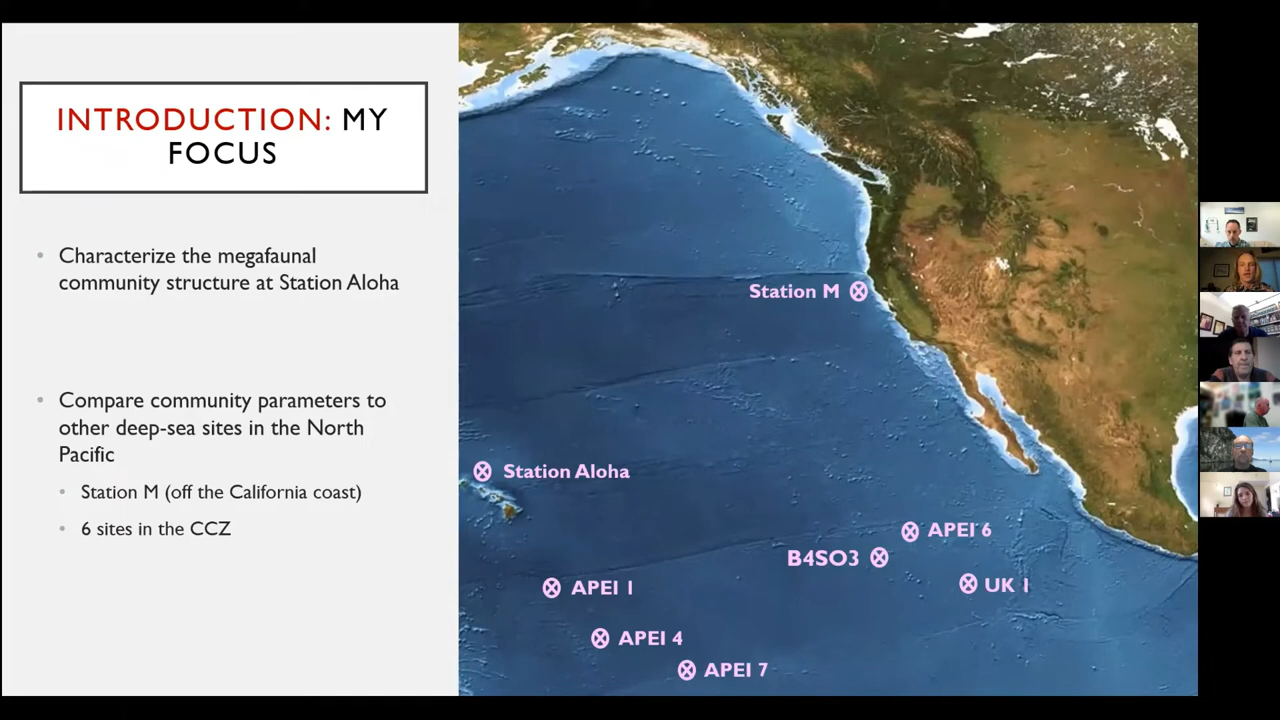 INTRODUCTION: MY
FOCUS
• Characterize the megafaunal
community structure at Station Aloha
• Compare community parameters to
other deep-sea sites in the North
Pacific
• Station M (off the California coast)
• 6 sites in the CCZ
Station M
Station Aloha
APEI 6
B4SO3
UK 1
APEI 1
APEI 4
APEI 7